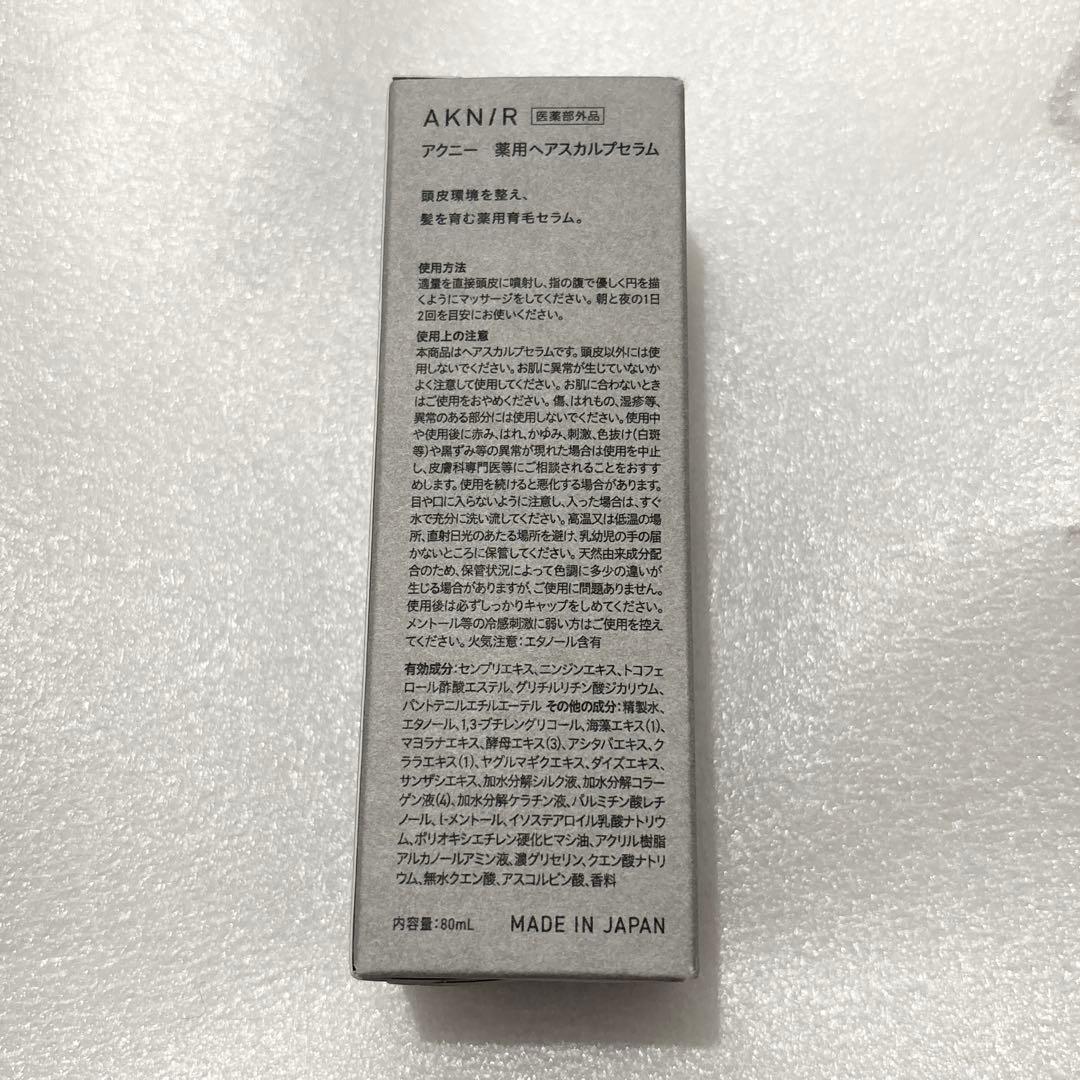 AKN/R 医薬部外品
アクニー 薬用ヘアスカルプセラム
頭皮環境を整え、
髪を育む薬用育毛セラム。
使用方法
適量を直接頭皮に噴射し、指の腹で優しく円を描
くようにマッサージをしてください。朝と夜の1日
2回を目安にお使いください。
使用上の注意
本商品はヘアスカルプセラムです。頭皮以外には使
用しないでください。お肌に異常が生じていないか
よく注意して使用してください。お肌に合わないとき
はご使用をおやめください。傷、はれもの、湿疹等、
異常のある部分には使用しないでください。使用中
や使用後に赤み、はれ、かゆみ、刺激、色抜け(白斑
等)や黒ずみ等の異常が現れた場合は使用を中止
し、皮膚科専門医等にご相談されることをおすす
めします。使用を続けると悪化する場合があります。
目や口に入らないように注意し、入った場合は、すぐ
水で充分に洗い流してください。高温又は低温の場
所、直射日光のあたる場所を避け、乳幼児の手の届
かないところに保管してください。天然由来成分配
合のため、保管状況によって色調に多少の違いが
生じる場合がありますが、ご使用に問題ありません。
使用後は必ずしっかりキャップをしめてください。
メントール等の冷感刺激に弱い方はご使用を控え
てください。火気注意：エタノール含有
有効成分：センブリエキス、ニンジンエキス、トコフェ
ロール酢酸エステル、グリチルリチン酸ジカリウム、
パントテニルエチルエーテル その他の成分：精製水、
エタノール、1,3-ブチレングリコール、海藻エキス(1)、
マヨラナエキス、酵母エキス(3)、アシタバエキス、ク
ララエキス(1)、ヤグルマギクエキス、ダイズエキス、
サンザシエキス、加水分解シルク液、加水分解コラー
ゲン液(4)、加水分解ケラチン液、パルミチン酸レチ
ノール、l-メントール、イソステアロイル乳酸ナトリウ
ム、ポリオキシエチレン硬化ヒマシ油、アクリル樹脂
アルカノールアミン液、濃グリセリン、クエン酸ナトリ
ウム、無水クエン酸、アスコルビン酸、香料
内容量：80mL MADE IN JAPAN